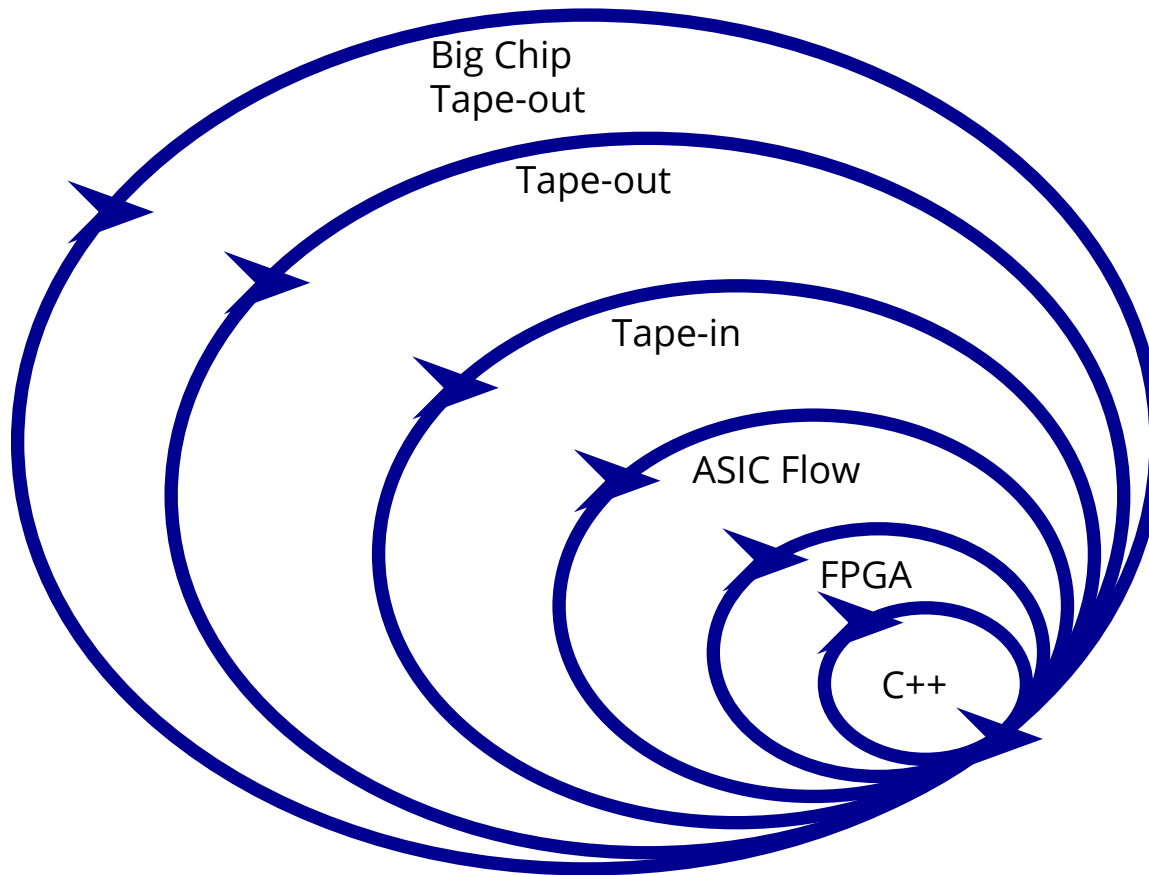 Big Chip
Tape-out
Tape-out
Tape-in
ASIC Flow
FPGA
C++